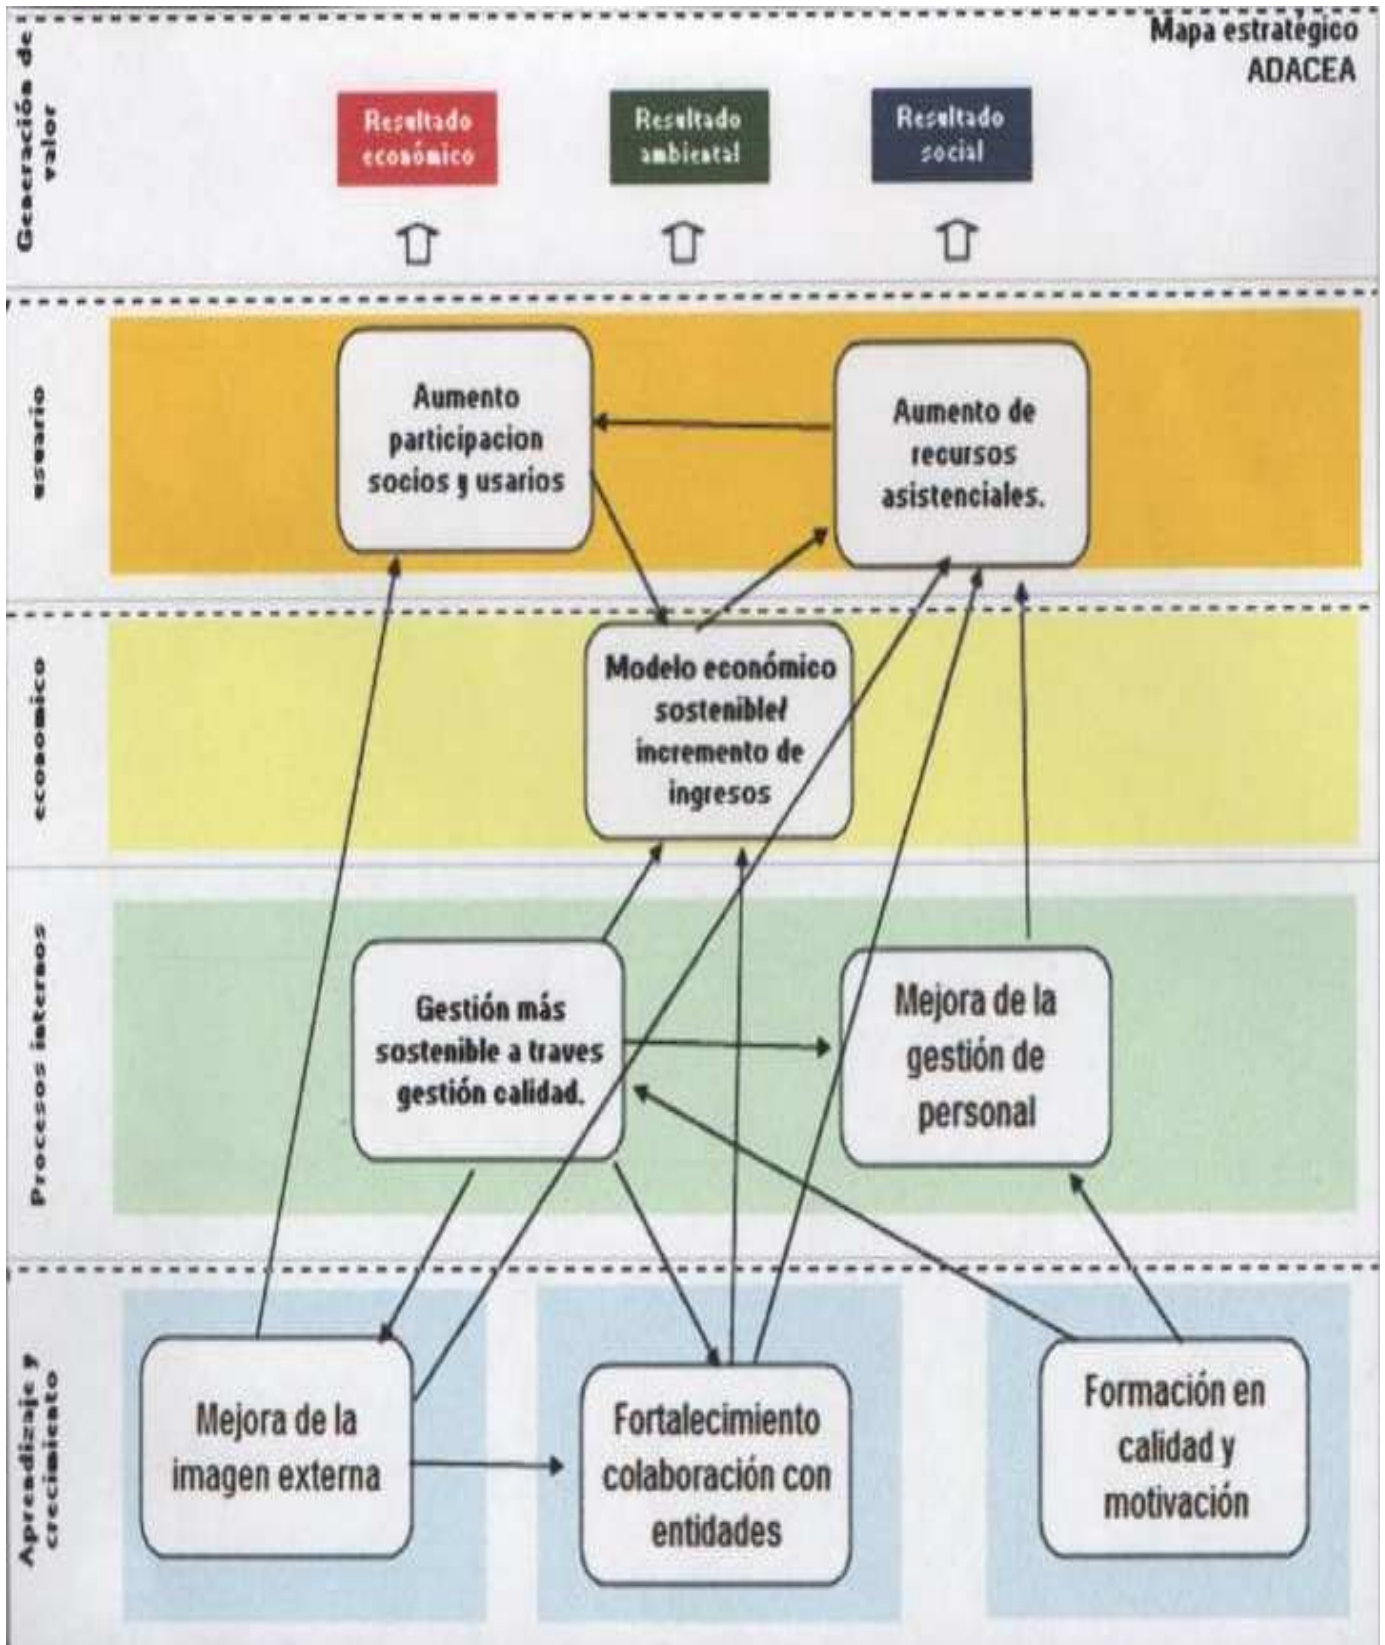 Mapa estratégico
ADACEA
Generación de
valor
Resultado
económico
Resultado
ambiental
Resultado
social
usuario
Aumento
participacion
socios y usarios
Aumento de
recursos
asistenciales.
economico
Modelo económico
sostenible/
incremento de
ingresos
Procesos internos
Gestión más
sostenible a traves
gestión calidad.
Mejora de la
gestión de
personal
Aprendizaje y
crecimiento
Mejora de la
imagen externa
Fortalecimiento
colaboración con
entidades
Formación en
calidad y
motivación